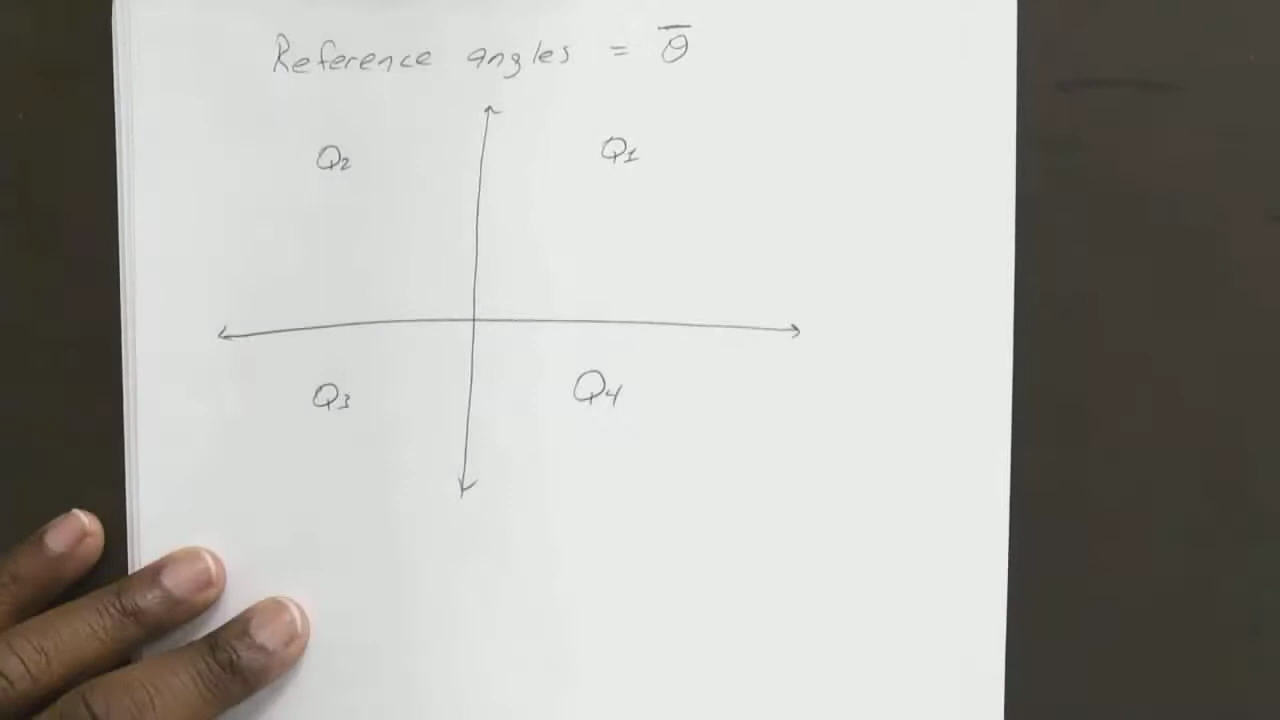 Reference angles = θ̅
Q2 Q1
Q3 Q4